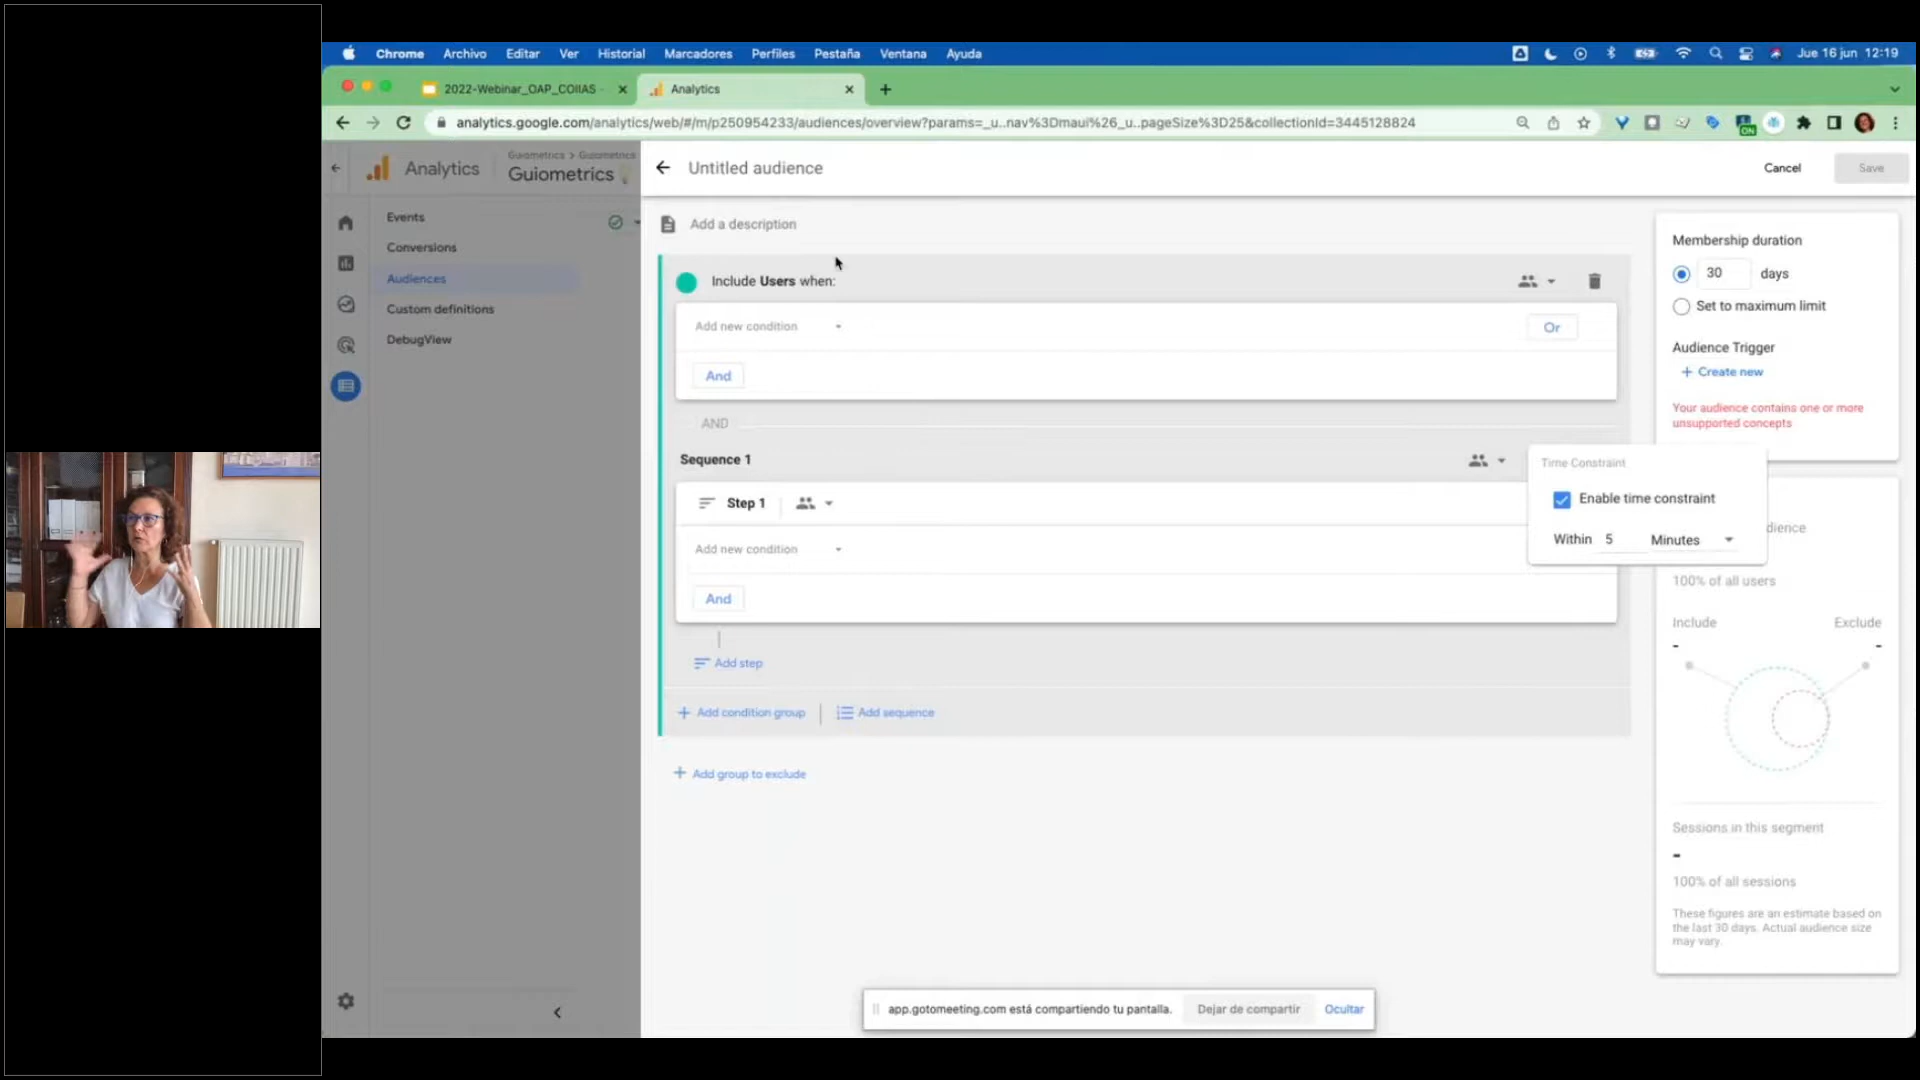 Chrome Archivo Editar Ver Historial Marcadores Perfiles Pestaña Ventana Ayuda
Jue 16 jun 12:19
2022-Webinar_OAP_COIIAS
Analytics
analytics.google.com/analytics/web/#/m/p250954233/audiences/overview?params=_u..nav%3Dmaui%26_u..pageSize%3D25&collectionId=3445128824
ON
Analytics
Guiometrics > Guiometrics
Guiometrics
Untitled audience
Cancel
Save
Events
Conversions
Audiences
Custom definitions
DebugView
Add a description
Include Users when:
Add new condition
Or
And
AND
Sequence 1
Step 1
Add new condition
And
Add step
+ Add condition group
Add sequence
+ Add group to exclude
Membership duration
30 days
Set to maximum limit
Audience Trigger
+ Create new
Your audience contains one or more
unsupported concepts
Time Constraint
Enable time constraint
Within 5 Minutes
100% of all users
Include Exclude
- -
Sessions in this segment
-
100% of all sessions
These figures are an estimate based on
the last 30 days. Actual audience size
may vary.
app.gotomeeting.com está compartiendo tu pantalla.
Dejar de compartir
Ocultar